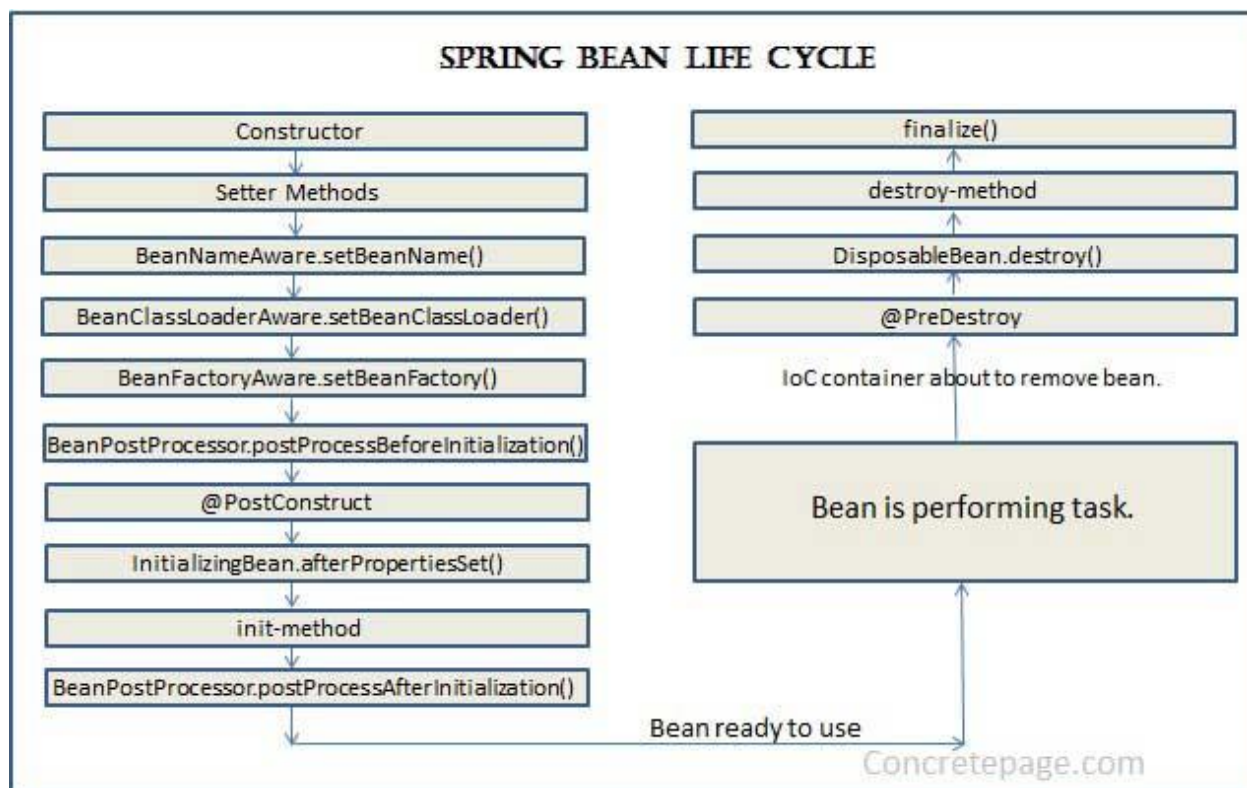 SPRING BEAN LIFE CYCLE
Constructor
Setter Methods
BeanNameAware.setBeanName()
BeanClassLoaderAware.setBeanClassLoader()
BeanFactoryAware.setBeanFactory()
BeanPostProcessor.postProcessBeforeInitialization()
@PostConstruct
InitializingBean.afterPropertiesSet()
init-method
BeanPostProcessor.postProcessAfterInitialization()
Bean ready to use
Bean is performing task.
IoC container about to remove bean.
@PreDestroy
DisposableBean.destroy()
destroy-method
finalize()
Concretepage.com